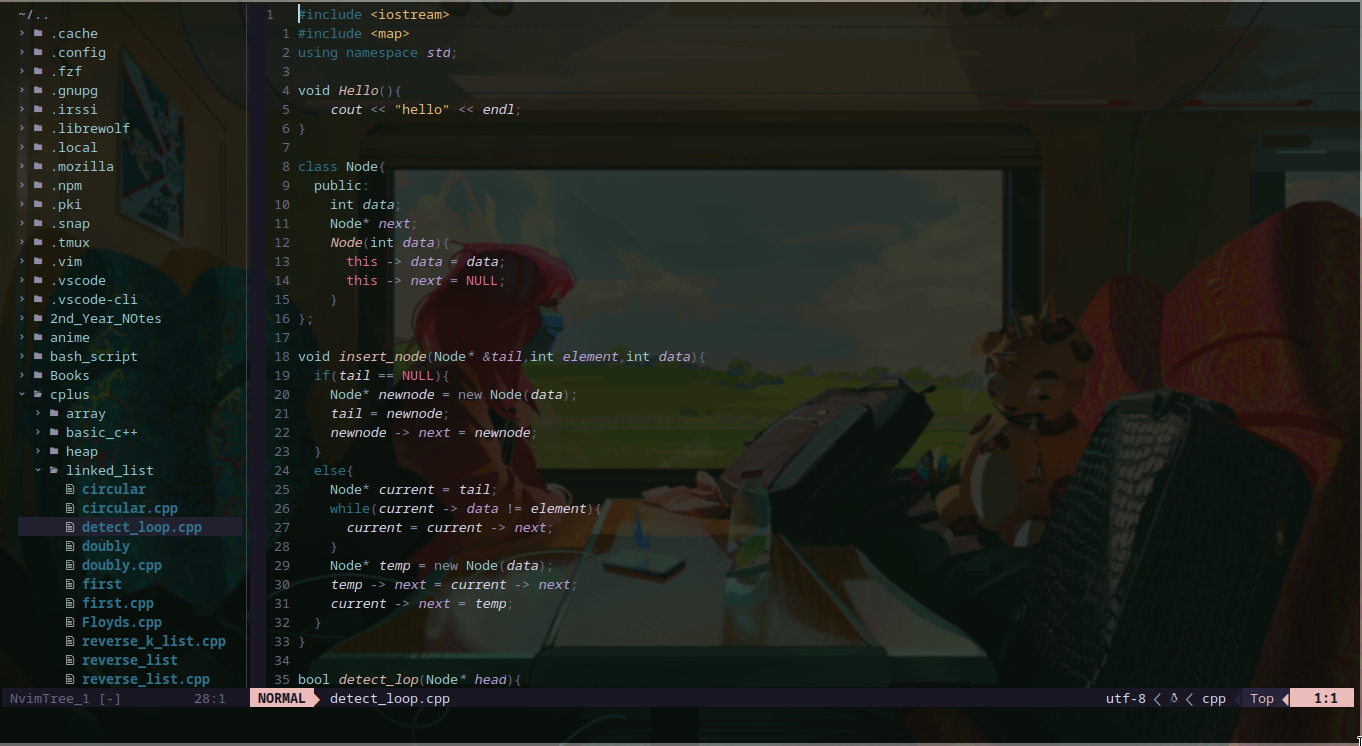 ~/..
.cache
.config
.fzf
.gnupg
.irssi
.librewolf
.local
.mozilla
.npm
.pki
.snap
.tmux
.vim
.vscode
.vscode-cli
2nd_Year_NOtes
anime
bash_script
Books
cplus
array
basic_c++
heap
linked_list
circular
circular.cpp
detect_loop.cpp
doubly
doubly.cpp
first
first.cpp
Floyds.cpp
reverse_k_list.cpp
reverse_list
reverse_list.cpp
NvimTree_1 [-] 28:1
1 #include <iostream>
1 #include <map>
2 using namespace std;
3
4 void Hello(){
5 cout << "hello" << endl;
6 }
7
8 class Node{
9 public:
10 int data;
11 Node* next;
12 Node(int data){
13 this -> data = data;
14 this -> next = NULL;
15 }
16 };
17
18 void insert_node(Node* &tail,int element,int data){
19 if(tail == NULL){
20 Node* newnode = new Node(data);
21 tail = newnode;
22 newnode -> next = newnode;
23 }
24 else{
25 Node* current = tail;
26 while(current -> data != element){
27 current = current -> next;
28 }
29 Node* temp = new Node(data);
30 temp -> next = current -> next;
31 current -> next = temp;
32 }
33 }
34
35 bool detect_lop(Node* head){
NORMAL detect_loop.cpp utf-8 < < cpp Top 1:1